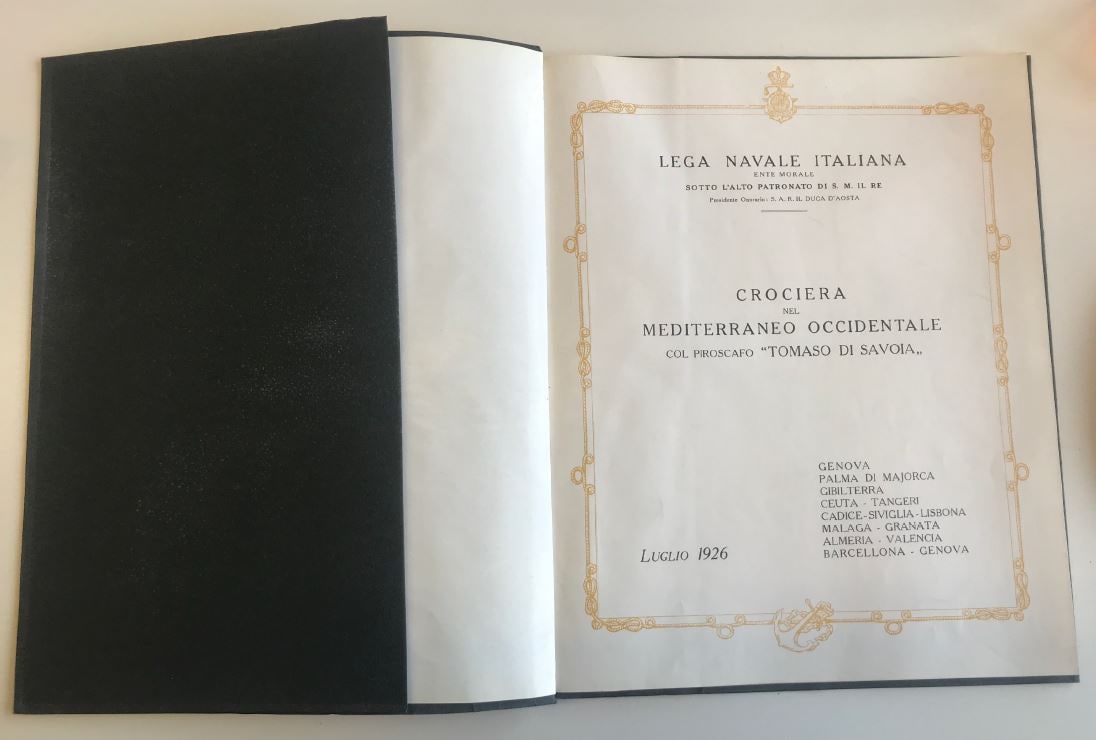 LEGA NAVALE ITALIANA
ENTE MORALE
SOTTO L'ALTO PATRONATO DI S. M. IL RE
Presidente Onorario: S. A. R. IL DUCA D'AOSTA
CROCIERA
NEL
MEDITERRANEO OCCIDENTALE
COL PIROSCAFO “TOMASO DI SAVOIA„
GENOVA
PALMA DI MAJORCA
GIBILTERRA
CEUTA - TANGERI
CADICE-SIVIGLIA-LISBONA
MALAGA - GRANATA
ALMERIA - VALENCIA
BARCELLONA - GENOVA
LUGLIO 1926